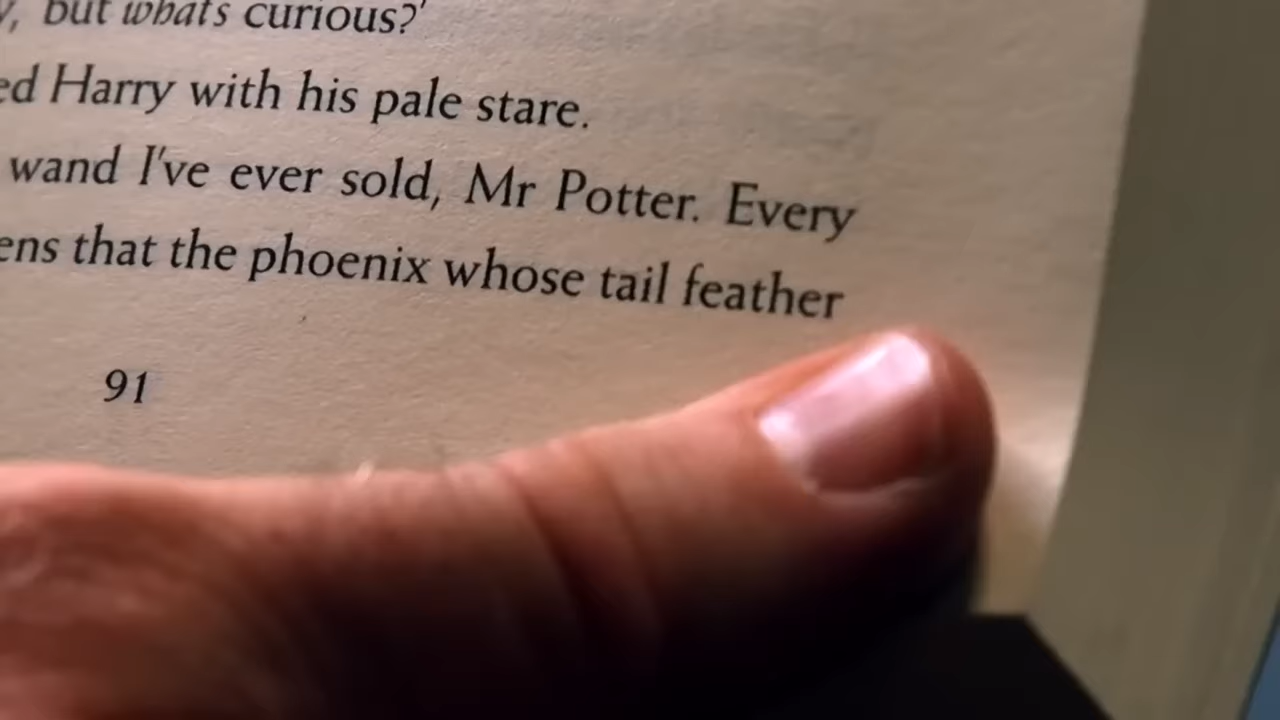 but what's curious?'
ed Harry with his pale stare.
wand I've ever sold, Mr Potter. Every
ens that the phoenix whose tail feather
91